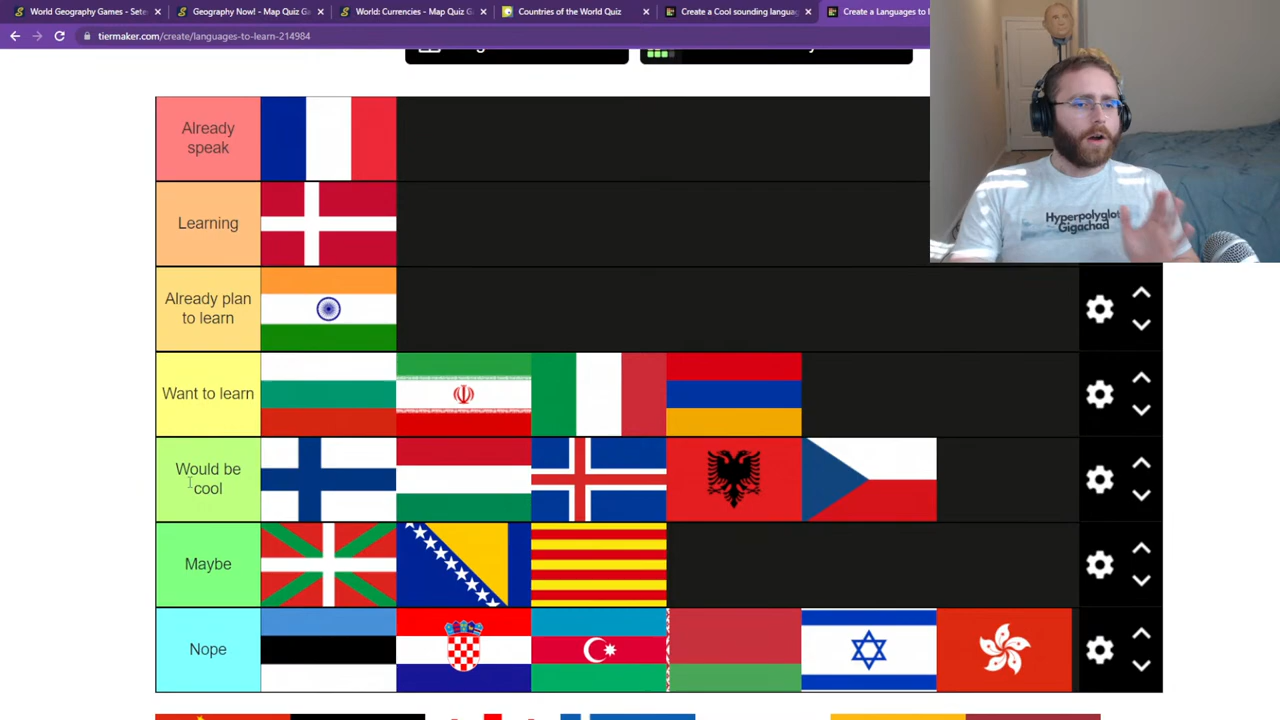 World Geography Games - Sete
Geography Now! - Map Quiz Ga
World: Currencies - Map Quiz G
Countries of the World Quiz
Create a Cool sounding langua
Create a Languages to l
tiermaker.com/create/languages-to-learn-214984
Already
speak
Learning
Already plan
to learn
Want to learn
Would be
cool
Maybe
Nope
Hyperpolyglot
Gigachad